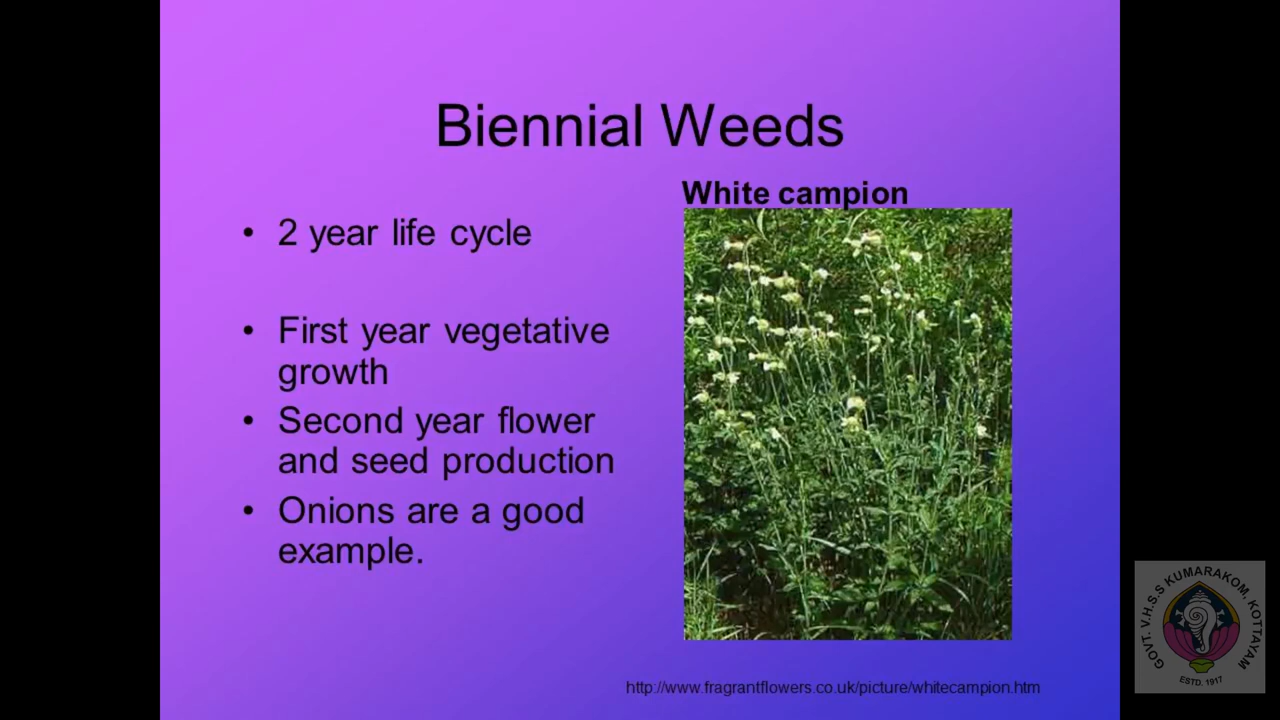 Biennial Weeds
White campion
• 2 year life cycle
• First year vegetative
growth
• Second year flower
and seed production
• Onions are a good
example.
http://www.fragrantflowers.co.uk/picture/whitecampion.htm
GOVT. V.H.S.S KUMARAKOM, KOTTAYAM
ESTD. 1917